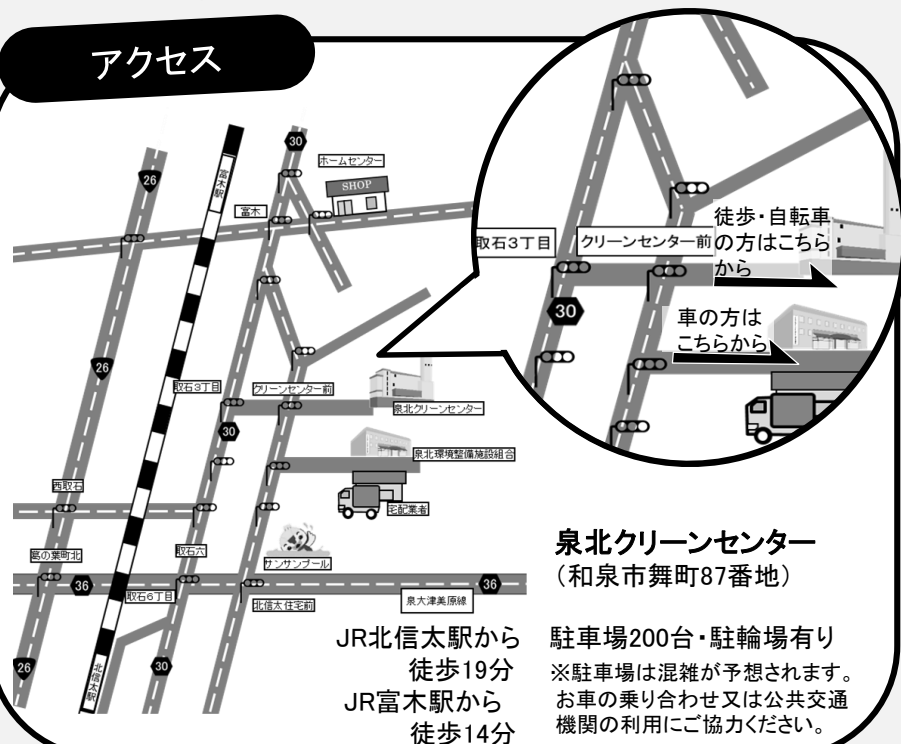 アクセス
30
ホームセンター
SHOP
26
富木駅
富木
徒歩・自転車
の方はこちら
から
取石3丁目
クリーンセンター前
30
車の方は
こちらから
26
取石3丁目
クリーンセンター前
泉北クリーンセンター
30
泉北環境整備施設組合
西取石
宅配業者
葛の葉町北
取石六
サンサンプール
36
36
取石6丁目
北信太住宅前
泉大津美原線
26
北信太駅
30
泉北クリーンセンター
(和泉市舞町87番地)
JR北信太駅から
徒歩19分
JR富木駅から
徒歩14分
駐車場200台・駐輪場有り
※駐車場は混雑が予想されます。
お車の乗り合わせ又は公共交通
機関の利用にご協力ください。